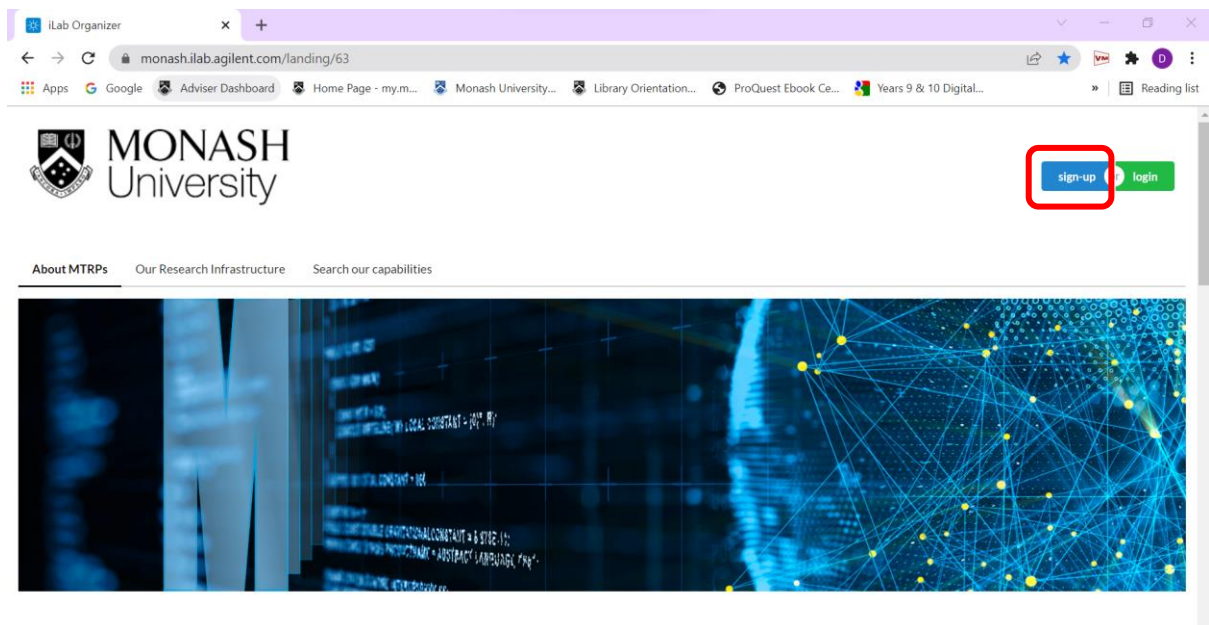 iLab Organizer
monash.ilab.agilent.com/landing/63
VM
D
Apps Google Adviser Dashboard Home Page - my.m... Monash University... Library Orientation... ProQuest Ebook Ce... Years 9 & 10 Digital... » Reading list
MONASH
University
sign-up login
About MTRPs Our Research Infrastructure Search our capabilities